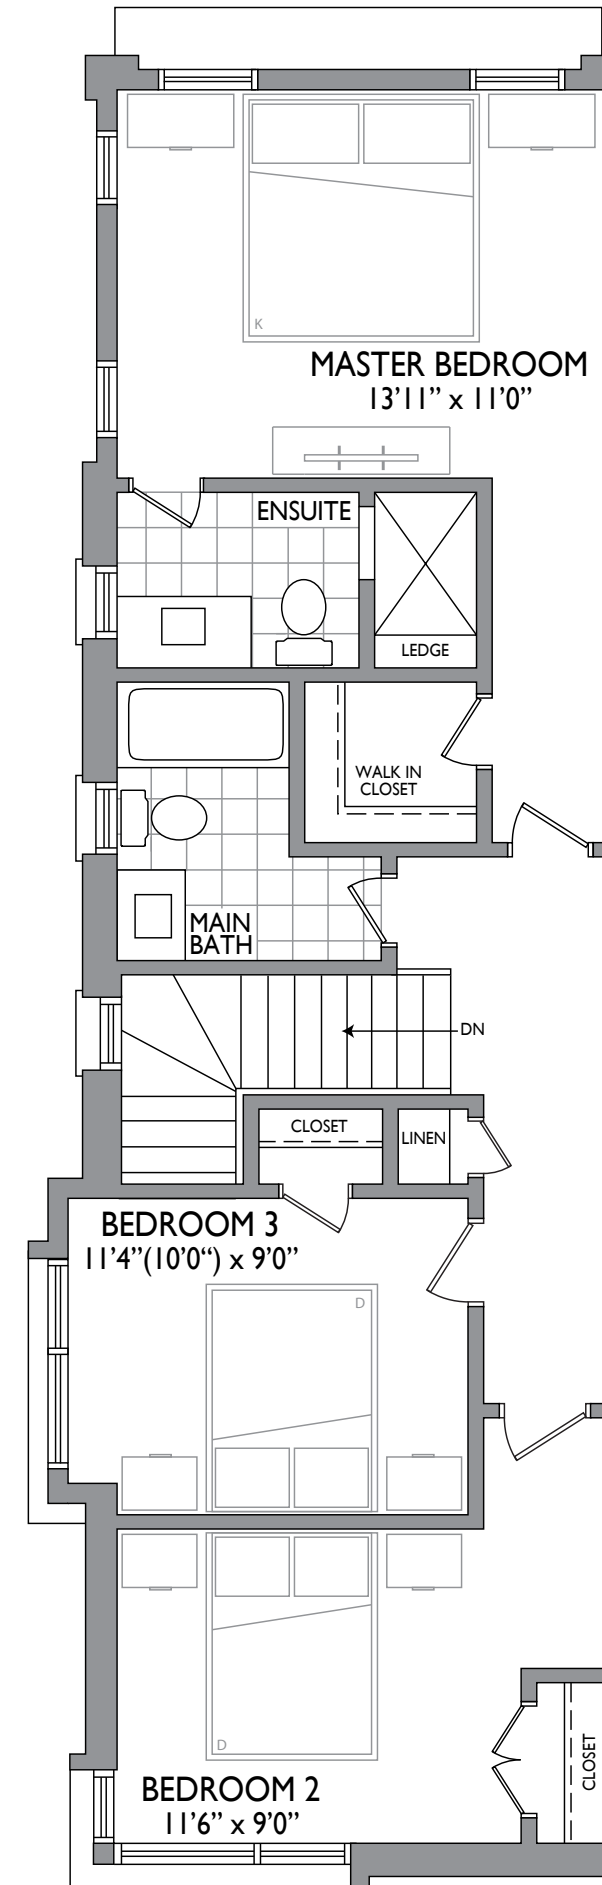 K
MASTER BEDROOM
13'11” x 11'0”
ENSUITE
LEDGE
WALK IN
CLOSET
MAIN
BATH
DN
CLOSET
LINEN
BEDROOM 3
11'4”(10'0“) x 9'0”
D
D
CLOSET
BEDROOM 2
11'6” x 9'0”